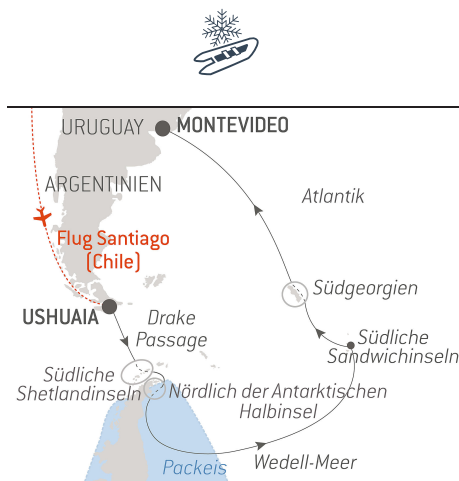 URUGUAY
MONTEVIDEO
ARGENTINIEN
Atlantik
Flug Santiago
(Chile)
Südgeorgien
USHUAIA
Drake
Passage
Südliche
Sandwichinseln
Südliche
Shetlandinseln
Nördlich der Antarktischen
Halbinsel
Packeis
Wedell-Meer